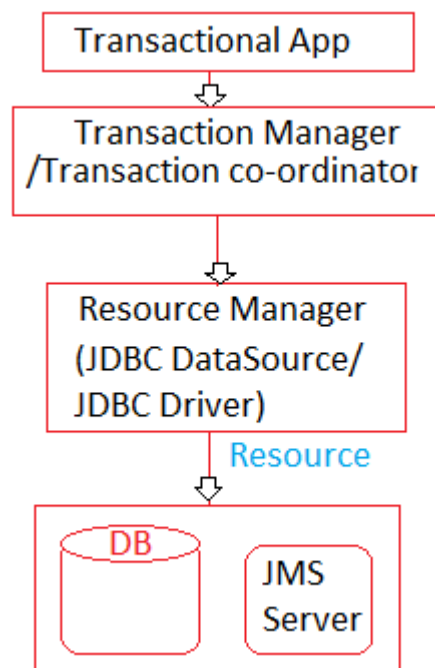 Transactional App
Transaction Manager
/Transaction co-ordinator
Resource Manager
(JDBC DataSource/
JDBC Driver)
Resource
DB
JMS
Server